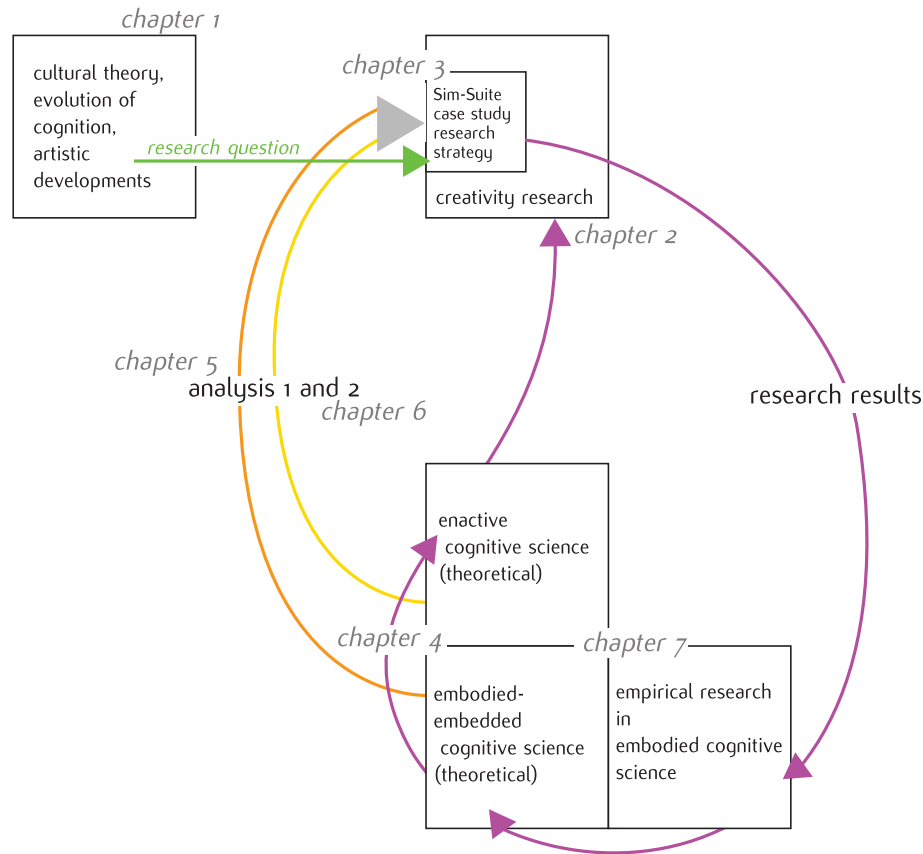 chapter 1
cultural theory,
evolution of
cognition,
artistic
developments
research question
chapter 3
Sim-Suite
case study
research
strategy
creativity research
chapter 2
chapter 5
analysis 1 and 2
chapter 6
research results
enactive
cognitive science
(theoretical)
chapter 4
chapter 7
embodied-
embedded
cognitive science
(theoretical)
empirical research
in
embodied cognitive
science